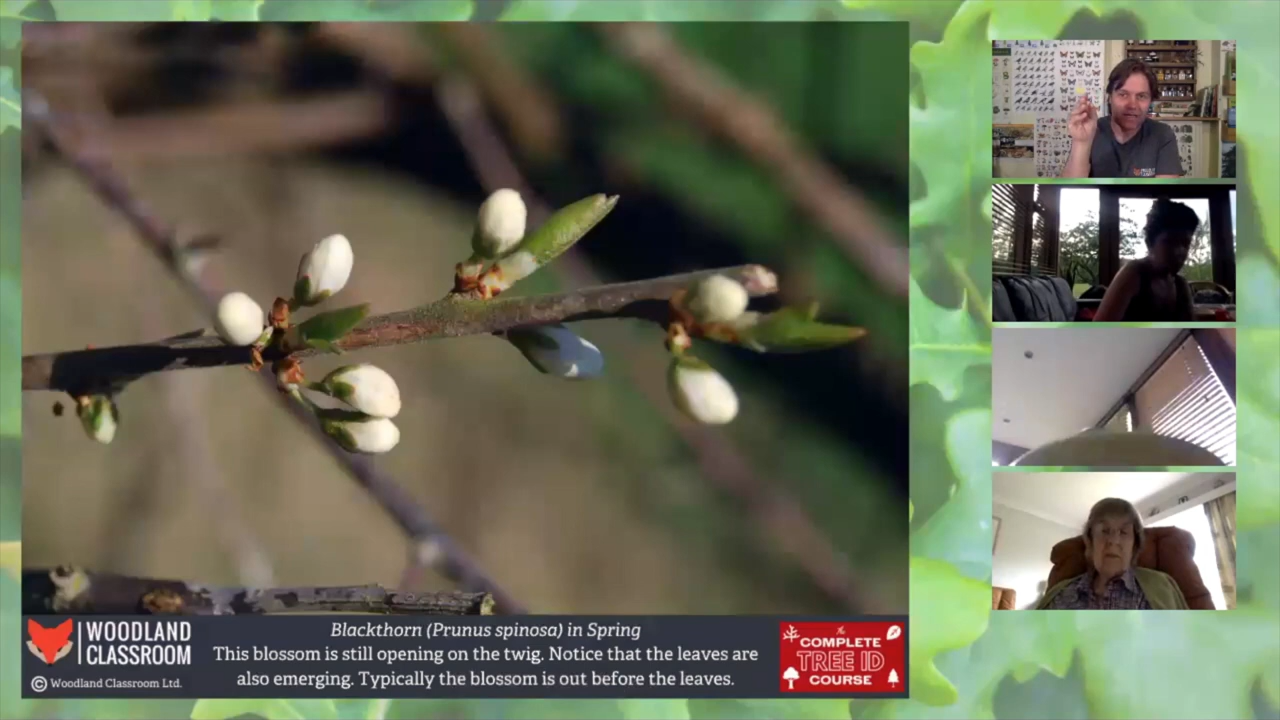 Blackthorn (Prunus spinosa) in Spring
This blossom is still opening on the twig. Notice that the leaves are
also emerging. Typically the blossom is out before the leaves.
WOODLAND
CLASSROOM
© Woodland Classroom Ltd.
The
COMPLETE
TREE ID
COURSE